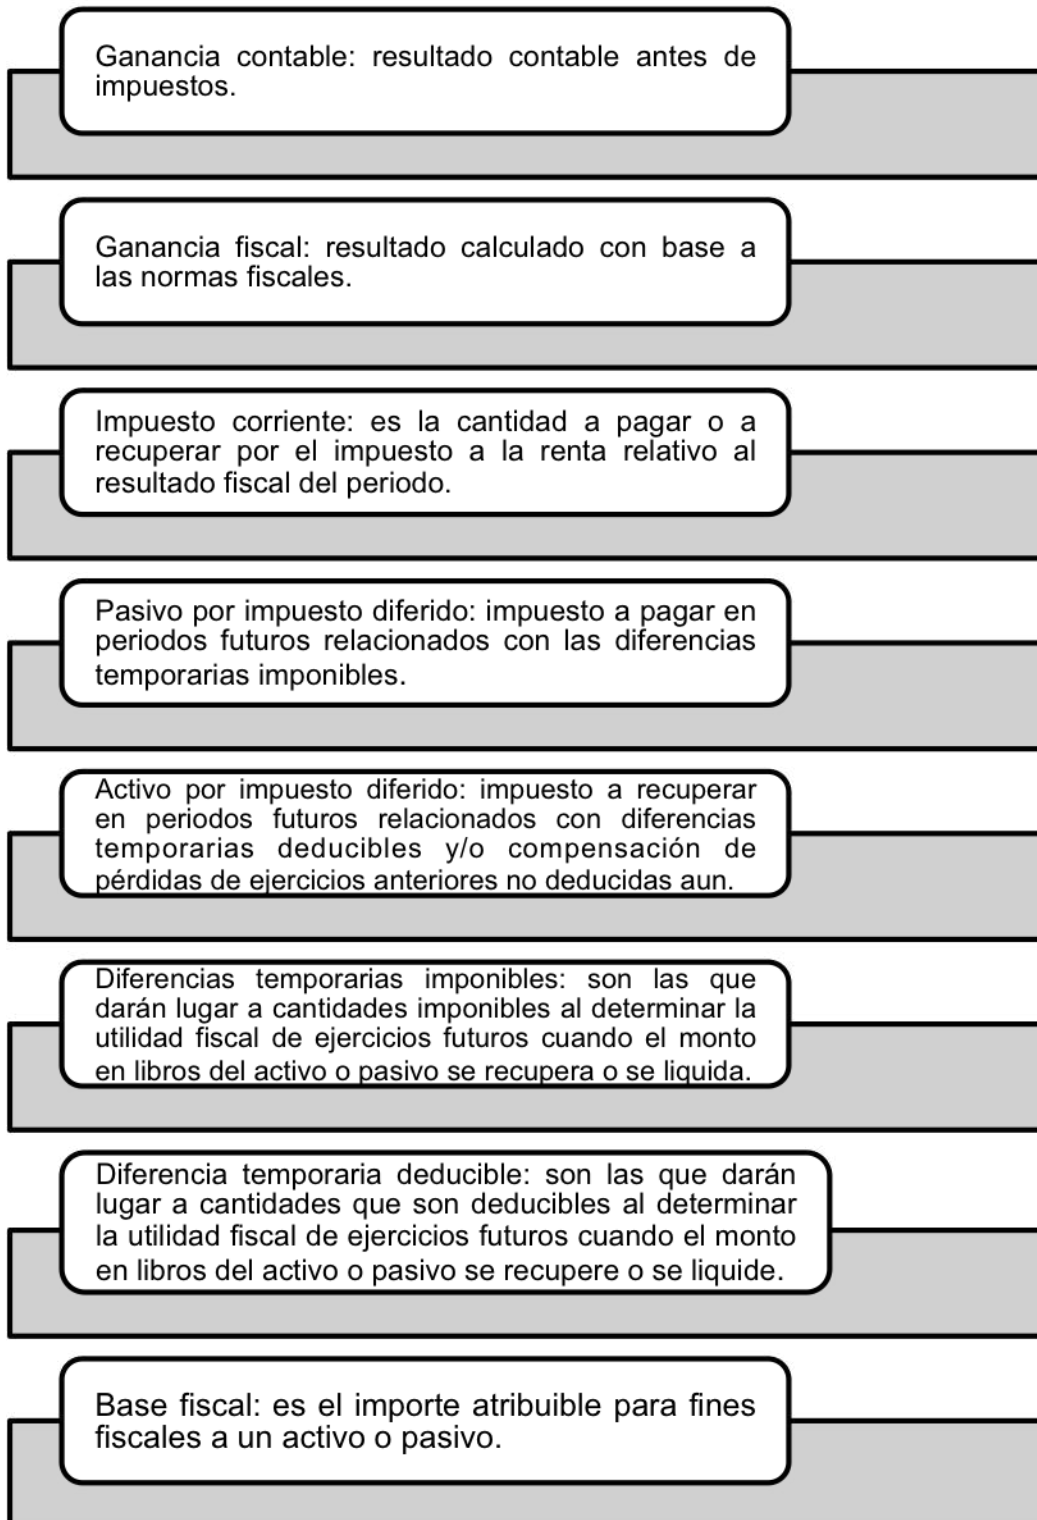 Ganancia contable: resultado contable antes de
impuestos.
Ganancia fiscal: resultado calculado con base a
las normas fiscales.
Impuesto corriente: es la cantidad a pagar o a
recuperar por el impuesto a la renta relativo al
resultado fiscal del periodo.
Pasivo por impuesto diferido: impuesto a pagar en
periodos futuros relacionados con las diferencias
temporarias imponibles.
Activo por impuesto diferido: impuesto a recuperar
en periodos futuros relacionados con diferencias
temporarias deducibles y/o compensación de
pérdidas de ejercicios anteriores no deducidas aun.
Diferencias temporarias imponibles: son las que
darán lugar a cantidades imponibles al determinar la
utilidad fiscal de ejercicios futuros cuando el monto
en libros del activo o pasivo se recupera o se liquida.
Diferencia temporaria deducible: son las que darán
lugar a cantidades que son deducibles al determinar
la utilidad fiscal de ejercicios futuros cuando el monto
en libros del activo o pasivo se recupere o se liquide.
Base fiscal: es el importe atribuible para fines
fiscales a un activo o pasivo.